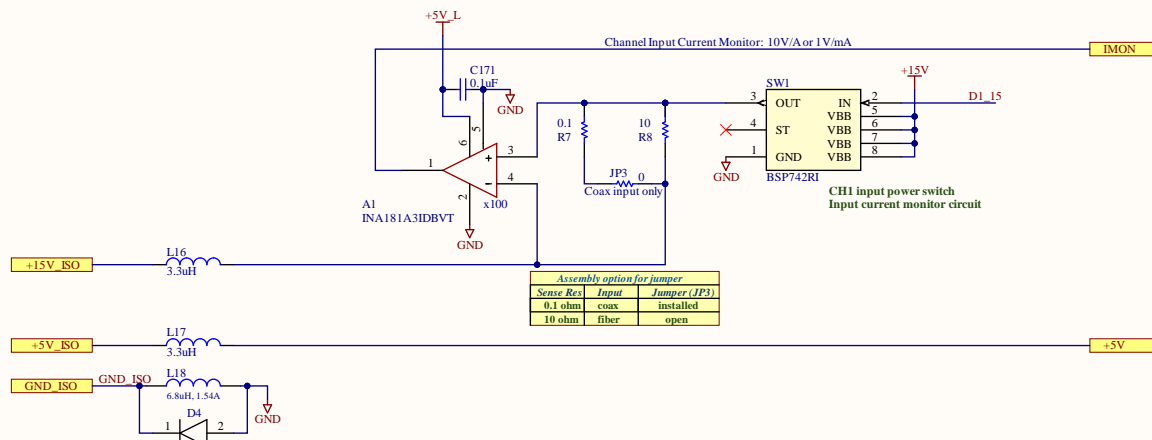 +5V_L
Channel Input Current Monitor: 10V/A or 1V/mA
IMON
C171
0.1uF
GND
+15V
SW1
3 OUT IN 2 D1_15
VBB 5
4 ST VBB 6
VBB 7
1 GND VBB 8
GND
BSP742RI
CH1 input power switch
Input current monitor circuit
0.1
R7
10
R8
JP3 0
Coax input only
6 5
1 + 3
- 4
2
x100
A1
INA181A3IDBVT
GND
+15V_ISO
L16
3.3uH
Assembly option for jumper
Sense Res Input Jumper (JP3)
0.1 ohm coax installed
10 ohm fiber open
+5V_ISO
L17
3.3uH
+5V
GND_ISO
GND_ISO
L18
6.8uH, 1.54A
GND
D4
1 2